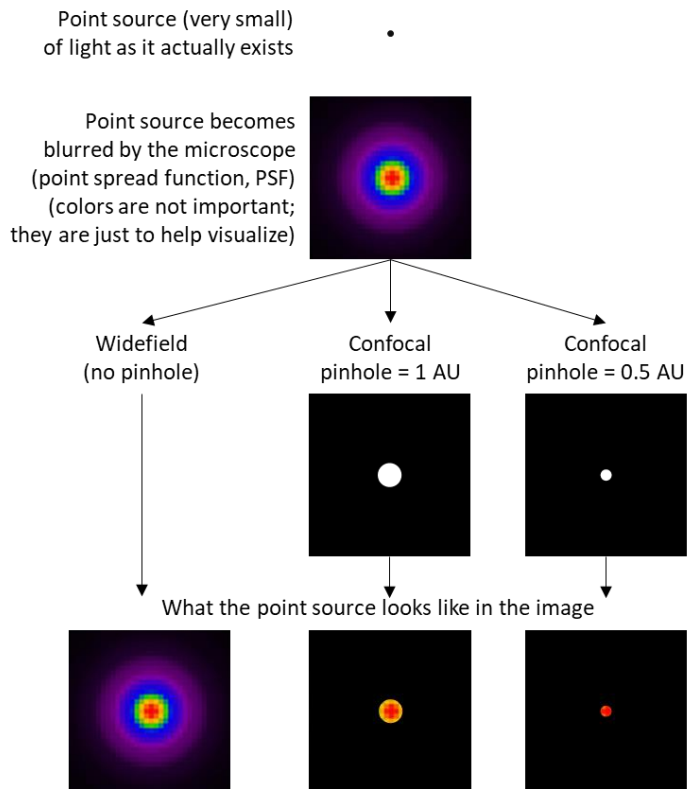 Point source (very small)
of light as it actually exists
Point source becomes
blurred by the microscope
(point spread function, PSF)
(colors are not important;
they are just to help visualize)
Widefield
(no pinhole)
Confocal
pinhole = 1 AU
Confocal
pinhole = 0.5 AU
What the point source looks like in the image